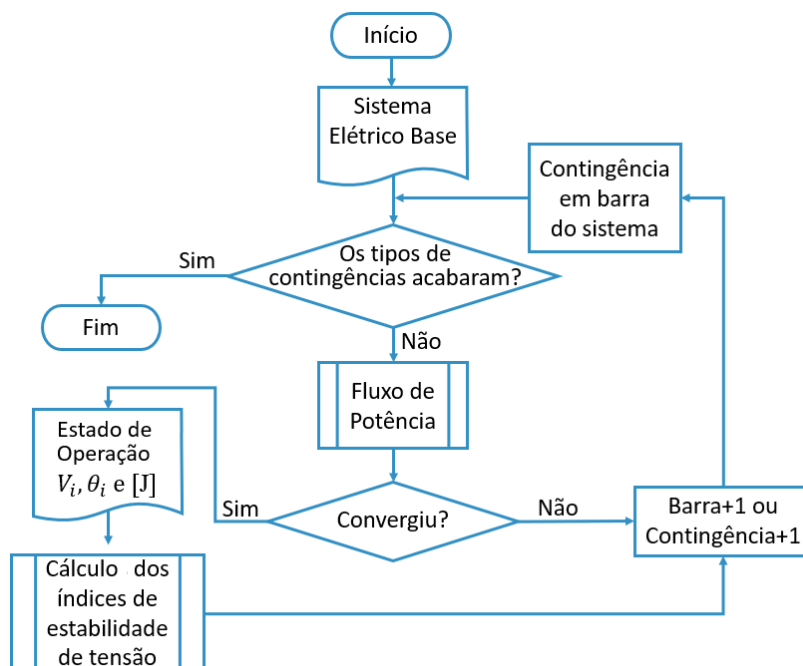 Início
Sistema
Elétrico Base
Contingência
em barra
do sistema
Os tipos de
contingências acabaram?
Sim
Fim
Não
Fluxo de
Potência
Estado de
Operação
V_i, θ_i e [J]
Convergiu?
Sim
Não
Barra+1 ou
Contingência+1
Cálculo dos
índices de
estabilidade
de tensão